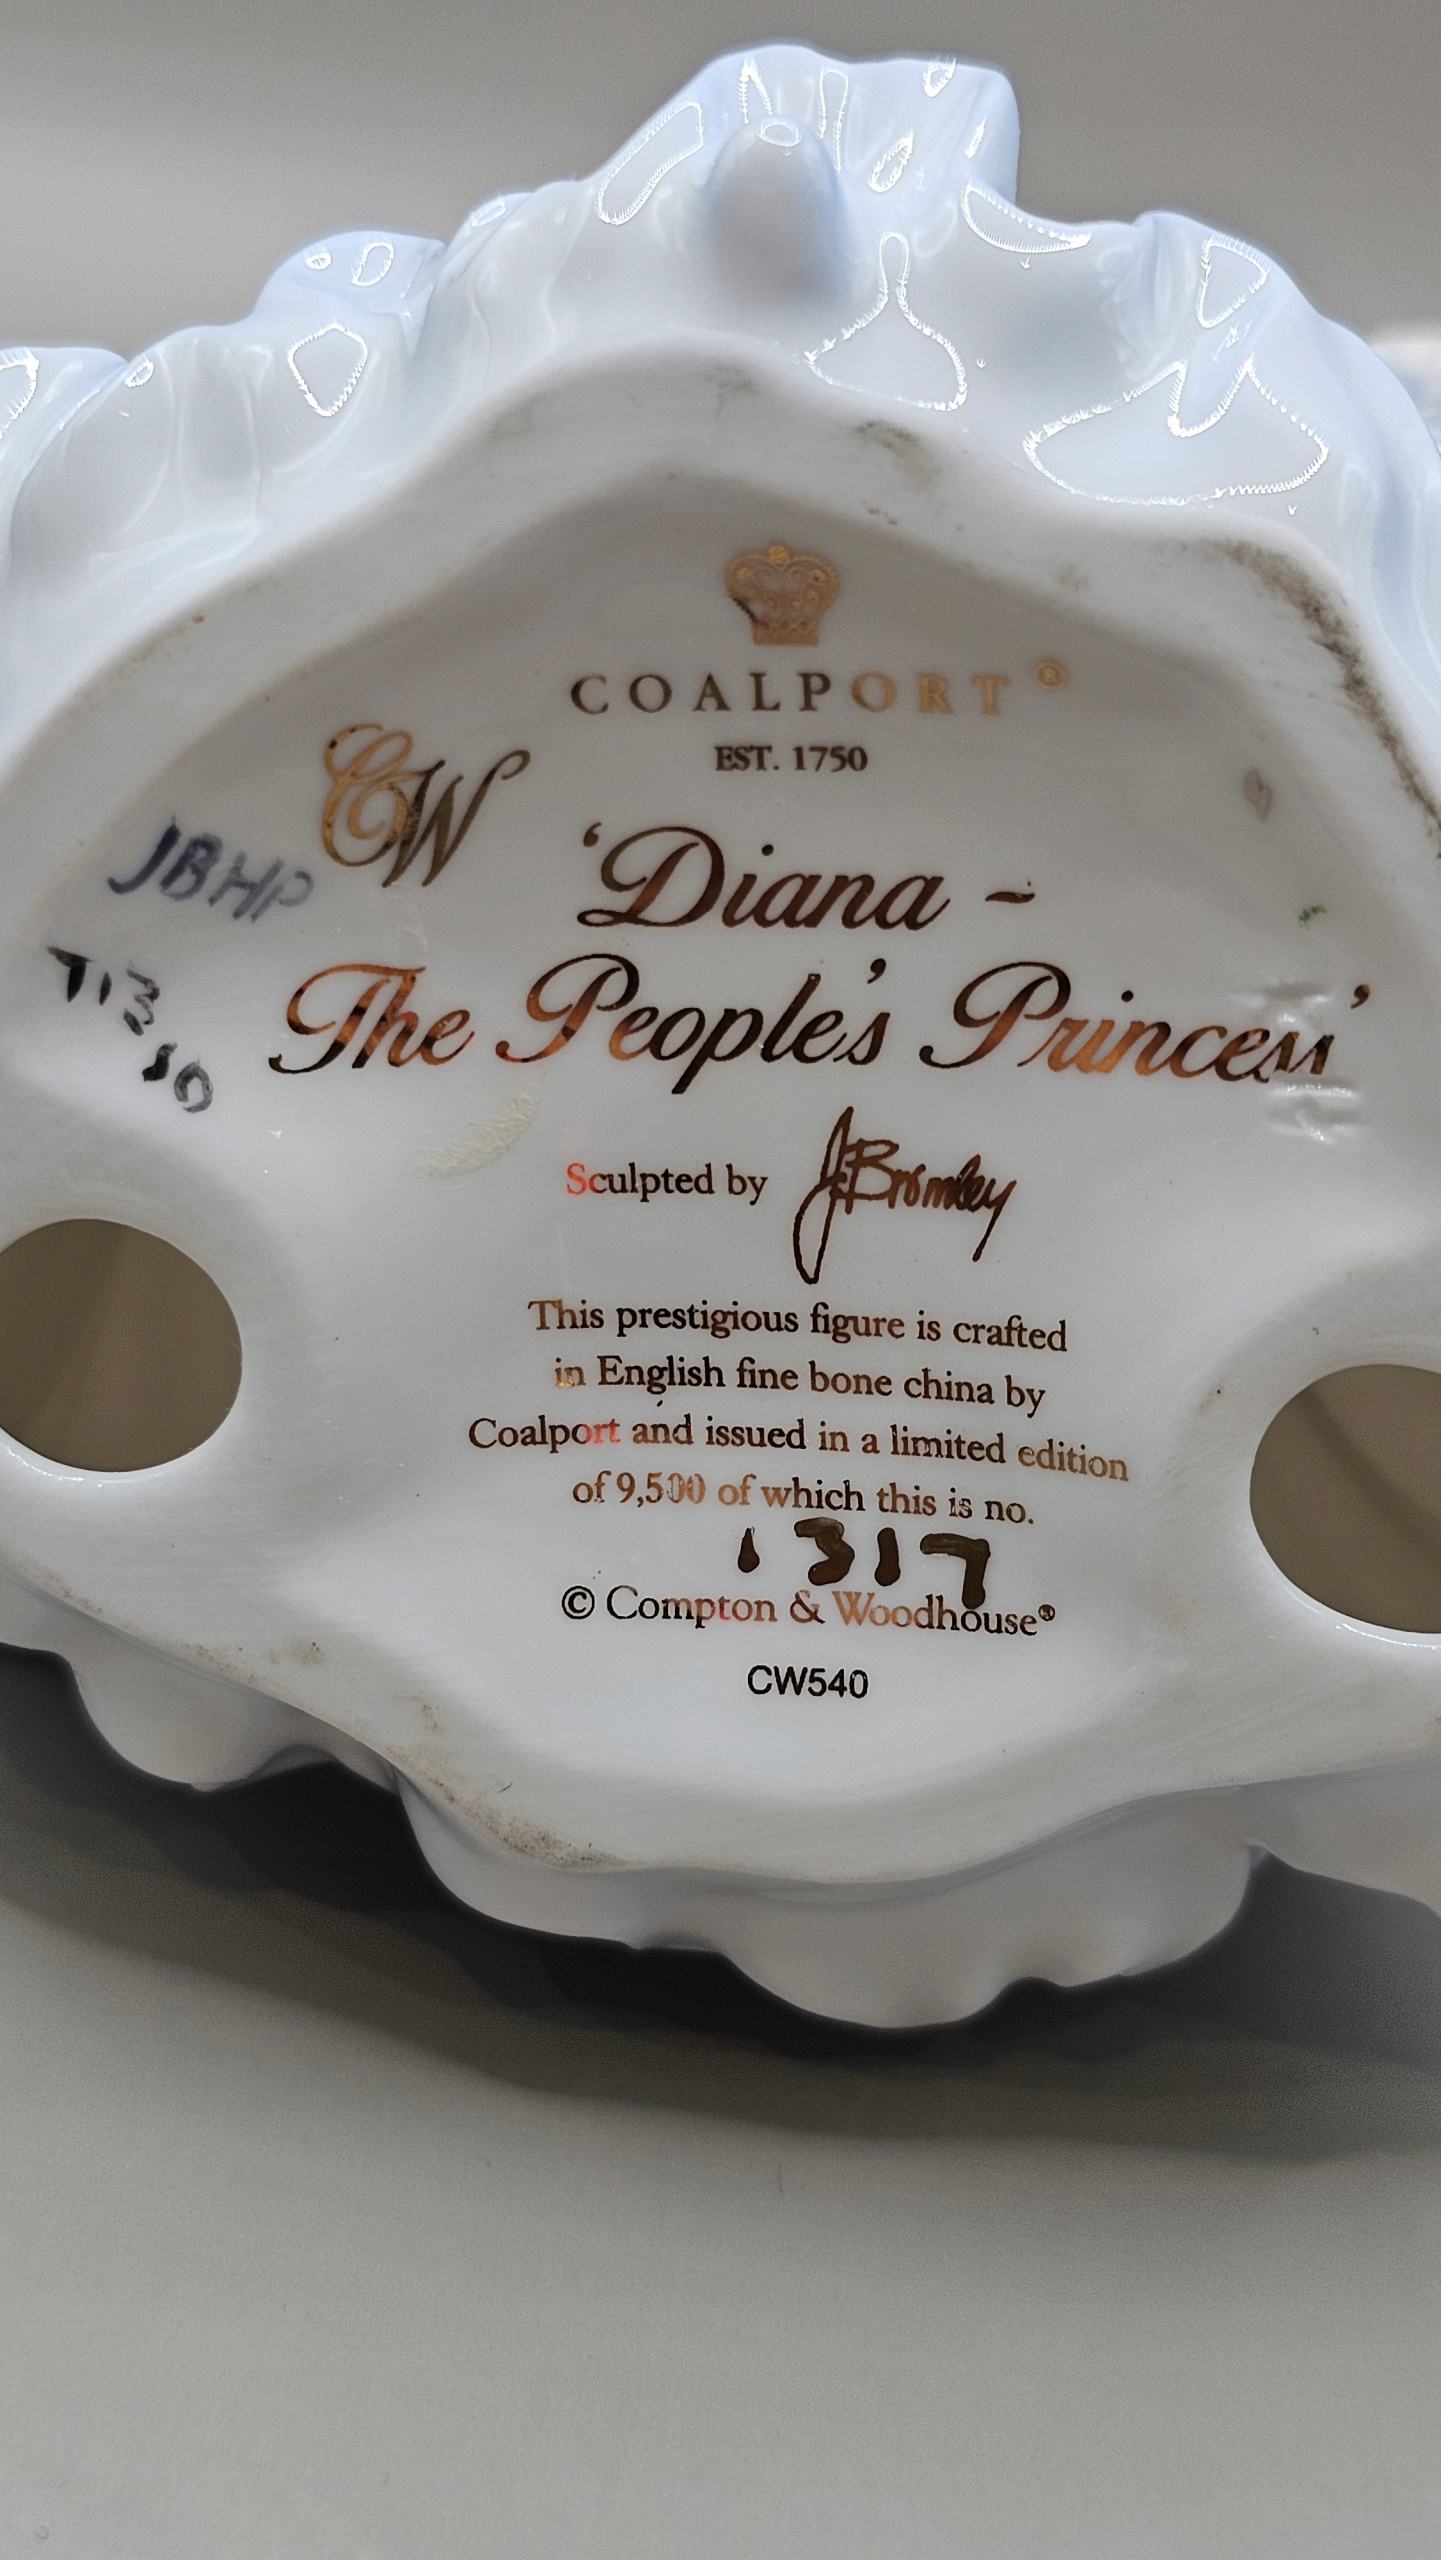 COALPORT®
EST. 1750
CW
JBHP
'Diana -
The People's Princess'
Sculpted by J. Bromley
This prestigious figure is crafted
in English fine bone china by
Coalport and issued in a limited edition
of 9,500 of which this is no.
1317
© Compton & Woodhouse®
CW540